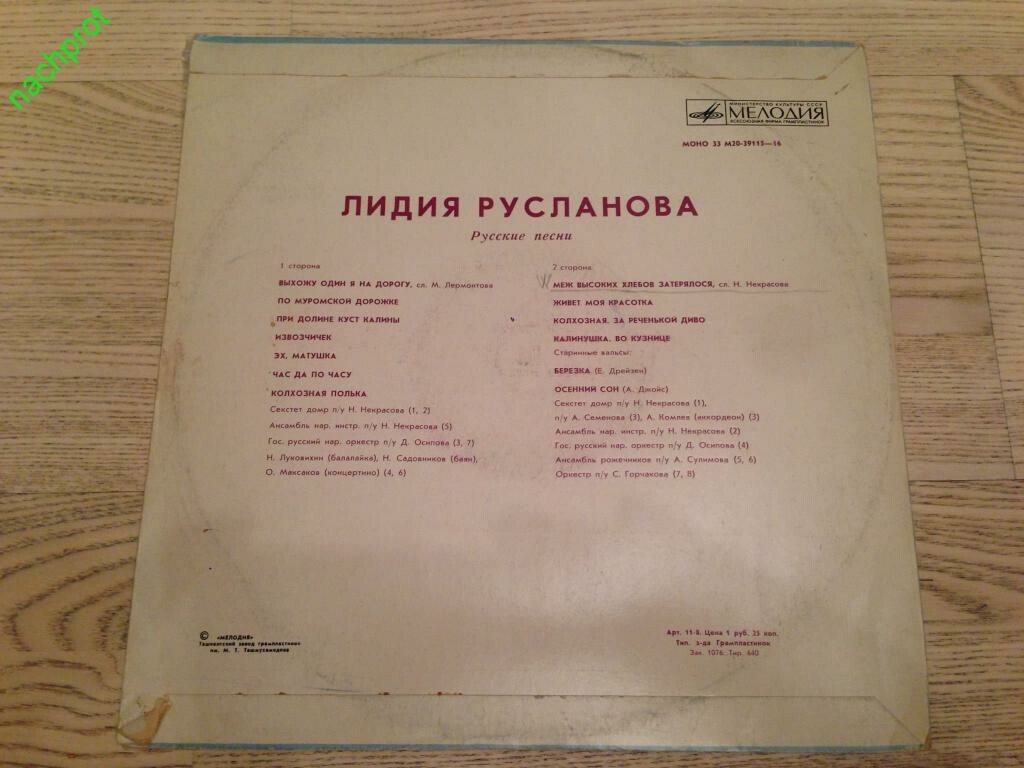 nachprot
МИНИСТЕРСТВО КУЛЬТУРЫ СССР
МЕЛОДИЯ
ВСЕСОЮЗНАЯ ФИРМА ГРАМПЛАСТИНОК
МОНО 33 М20-39115—16
ЛИДИЯ РУСЛАНОВА
Русские песни
1 сторона
ВЫХОЖУ ОДИН Я НА ДОРОГУ, сл. М. Лермонтова
ПО МУРОМСКОЙ ДОРОЖКЕ
ПРИ ДОЛИНЕ КУСТ КАЛИНЫ
ИЗВОЗЧИЧЕК
ЭХ, МАТУШКА
ЧАС ДА ПО ЧАСУ
КОЛХОЗНАЯ ПОЛЬКА
Секстет домр п/у Н. Некрасова (1, 2)
Ансамбль нар. инстр. п/у Н. Некрасова (5)
Гос. русский нар. оркестр п/у Д. Осипова (3, 7)
Н. Луковихин (балалайка), Н. Садовников (баян),
О. Махсаков (концертино) (4, 6)
2 сторона
МЕЖ ВЫСОКИХ ХЛЕБОВ ЗАТЕРЯЛОСЯ, сл. Н. Некрасова
ЖИВЕТ МОЯ КРАСОТКА
КОЛХОЗНАЯ. ЗА РЕЧЕНЬКОЙ ДИВО
КАЛИНУШКА. ВО КУЗНИЦЕ
Старинные вальсы:
БЕРЕЗКА (Е. Дрейзен)
ОСЕННИЙ СОН (А. Джойс)
Секстет домр п/у Н. Некрасова (1),
п/у А. Семенова (3), А. Комлев (аккордеон) (3)
Ансамбль нар. инстр. п/у Н. Некрасова (2)
Гос. русский нар. оркестр п/у Д. Осипова (4)
Ансамбль рожечников п/у А. Сулимова (5, 6)
Оркестр п/у С. Горчакова (7, 8)
© «МЕЛОДИЯ»
Ташкентский завод грампластинок
им. М. Т. Ташмухамедова
Арт. 11-8. Цена 1 руб. 25 коп.
Тип. з-да Грампластинок
Зак. 1076. Тир. 640